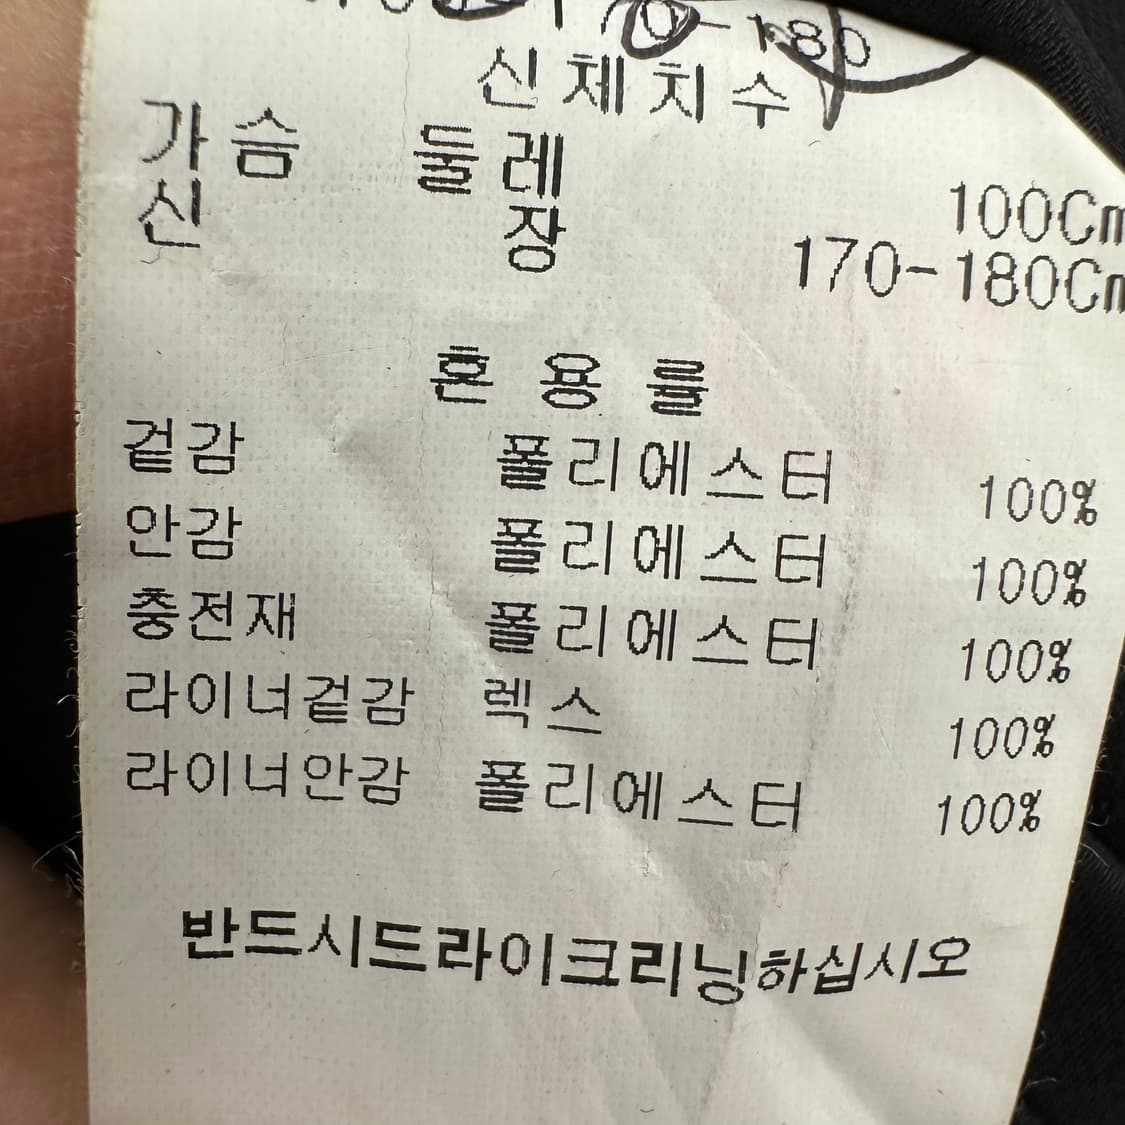 170-180
신체치수
가슴 둘레 100Cm
신 장 170-180Cm
혼용률
겉감 폴리에스터 100%
안감 폴리에스터 100%
충전재 폴리에스터 100%
라이너겉감 렉스 100%
라이너안감 폴리에스터 100%
반드시드라이크리닝하십시오